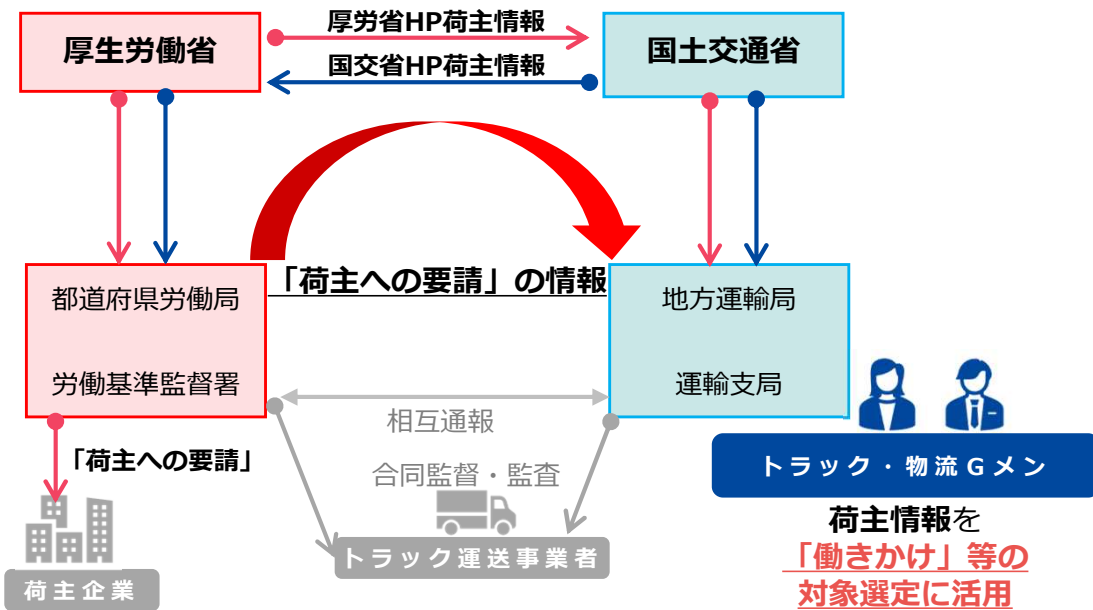 厚生労働省
厚労省HP荷主情報
国交省HP荷主情報
国土交通省
都道府県労働局
労働基準監督署
「荷主への要請」の情報
地方運輸局
運輸支局
相互通報
合同監督・監査
「荷主への要請」
荷主企業
トラック運送事業者
トラック・物流Gメン
荷主情報を
「働きかけ」等の
対象選定に活用